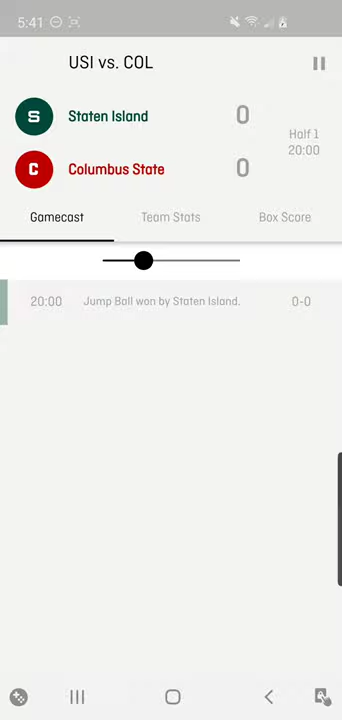 5:41
USI vs. COL
S Staten Island 0
Half 1
20:00
C Columbus State 0
Gamecast Team Stats Box Score
20:00 Jump Ball won by Staten Island. 0-0